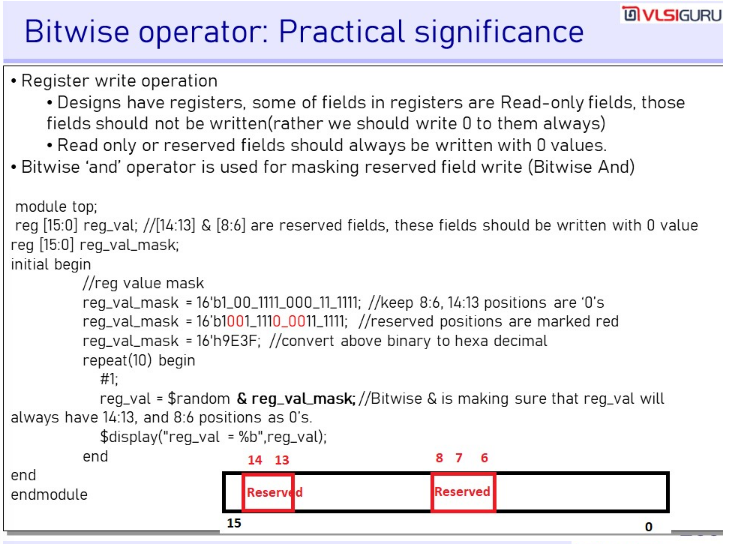 Bitwise operator: Practical significance
VLSIGURU
• Register write operation
• Designs have registers, some of fields in registers are Read-only fields, those
fields should not be written(rather we should write 0 to them always)
• Read only or reserved fields should always be written with 0 values.
• Bitwise ‘and’ operator is used for masking reserved field write (Bitwise And)
module top;
reg [15:0] reg_val; //[14:13] & [8:6] are reserved fields, these fields should be written with 0 value
reg [15:0] reg_val_mask;
initial begin
//reg value mask
reg_val_mask = 16'b1_00_1111_000_11_1111; //keep 8:6, 14:13 positions are ‘0’s
reg_val_mask = 16'b1001_1110_0011_1111; //reserved positions are marked red
reg_val_mask = 16'h9E3F; //convert above binary to hexa decimal
repeat(10) begin
#1;
reg_val = $random & reg_val_mask; //Bitwise & is making sure that reg_val will
always have 14:13, and 8:6 positions as 0’s.
$display("reg_val = %b",reg_val);
end
end
endmodule
14 13 8 7 6
Reserved Reserved
15 0